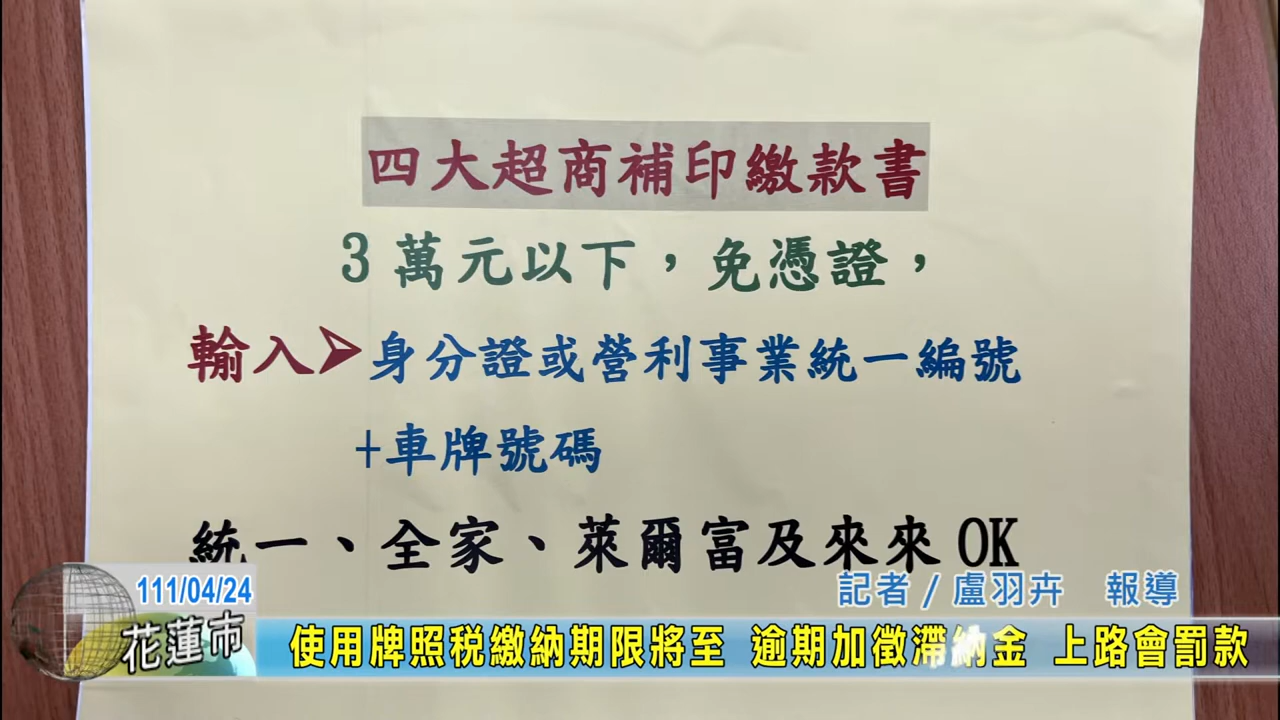 四大超商補印繳款書
3萬元以下，免憑證，
輸入➢身分證或營利事業統一編號
+車牌號碼
統一、全家、萊爾富及來來OK
111/04/24
記者/盧羽卉 報導
花蓮市
使用牌照稅繳納期限將至 逾期加徵滯納金 上路會罰款